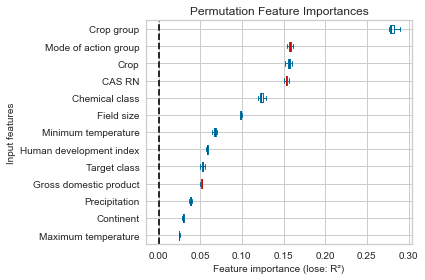 Permutation Feature Importances
Input features
Crop group
Mode of action group
Crop
CAS RN
Chemical class
Field size
Minimum temperature
Human development index
Target class
Gross domestic product
Precipitation
Continent
Maximum temperature
0.00 0.05 0.10 0.15 0.20 0.25 0.30
Feature importance (lose: R²)